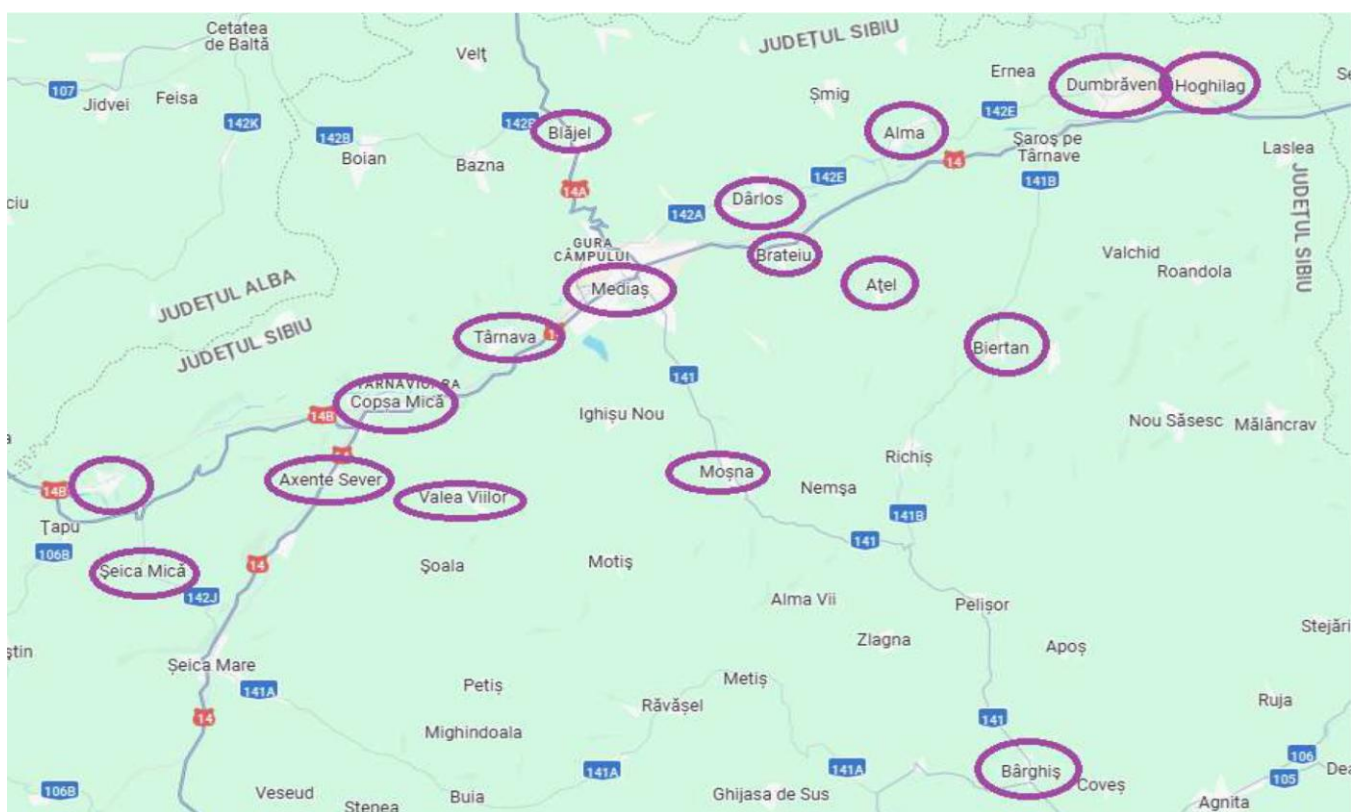 Cetatea
de Baltă
Velț
JUDEȚUL SIBIU
Ernea
Dumbrăveni
Hoghilag
107
Jidvei
Feisa
Șmig
142K
142B
Boian
Blăjel
Bazna
Alma
142E
Șaroș pe
Târnave
14
Laslea
141B
14A
142E
Dârlos
142A
JUDEȚUL SIBIU
GURA
CÂMPULUI
Brateiu
Valchid
Roandola
Mediaș
Ațel
JUDEȚUL ALBA
JUDEȚUL SIBIU
Târnava
Biertan
141
Copșa Mică
14B
Ighișu Nou
Nou Săsesc
Mălâncrav
Richiș
Axente Sever
Moșna
Nemșa
14B
Valea Viilor
141B
Țapu
106B
141
14
Șoala
Motiș
Șeica Mică
142J
Alma Vii
Pelișor
Zlagna
Apoș
Șeica Mare
141A
Petiș
Metiș
Răvășel
Ruja
14
Mighindoala
141
106
141A
141A
Bârghiș
Coveș
105
106B
Veseud
Buia
Ghijasa de Sus
Agnita
Stenea